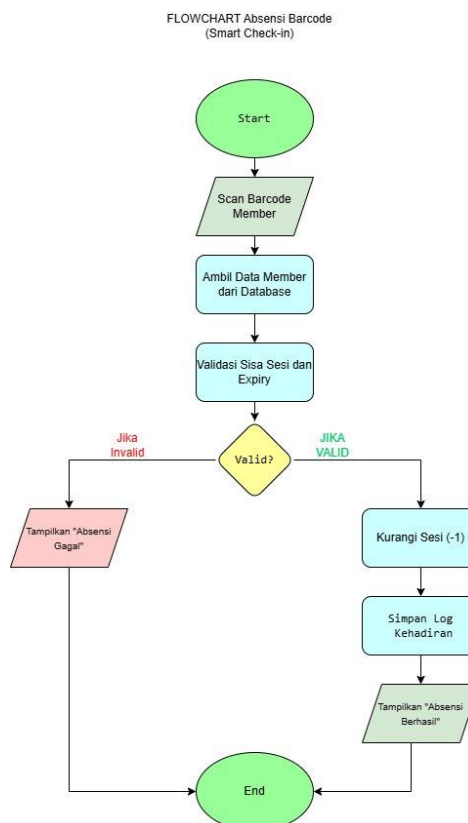 FLOWCHART Absensi Barcode
(Smart Check-in)
Start
Scan Barcode
Member
Ambil Data Member
dari Database
Validasi Sisa Sesi dan
Expiry
Valid?
Jika
Invalid
JIKA
VALID
Tampilkan "Absensi
Gagal"
Kurangi Sesi (-1)
Simpan Log
Kehadiran
Tampilkan "Absensi
Berhasil"
End